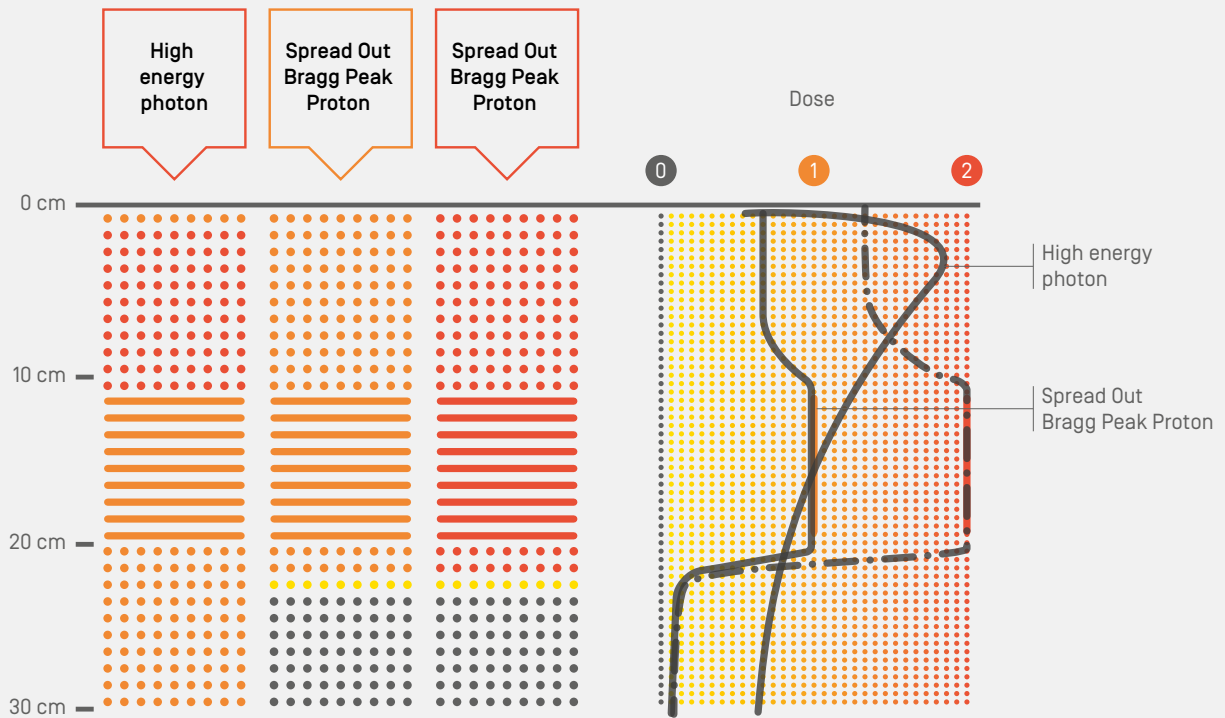 High
energy
photon
Spread Out
Bragg Peak
Proton
Spread Out
Bragg Peak
Proton
Dose
0
1
2
0 cm
10 cm
20 cm
30 cm
High energy
photon
Spread Out
Bragg Peak Proton